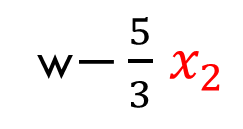 w — 5/3 x₂